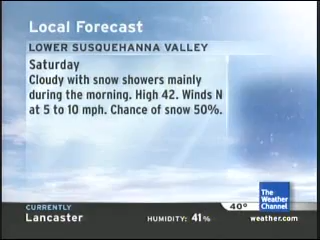 Local Forecast
LOWER SUSQUEHANNA VALLEY
Saturday
Cloudy with snow showers mainly
during the morning. High 42. Winds N
at 5 to 10 mph. Chance of snow 50%.
CURRENTLY
Lancaster
HUMIDITY: 41%
40°
The
Weather
Channel
weather.com